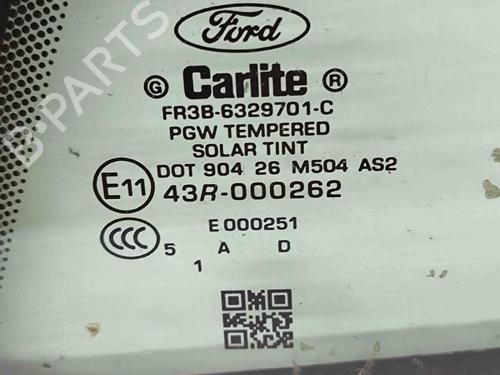 B-PARTS
Ford
G Carlite R
FR3B-6329701-C
PGW TEMPERED
SOLAR TINT
DOT 904 26 M504 AS2
E11 43R-000262
E000251
CCC 5 A D
1